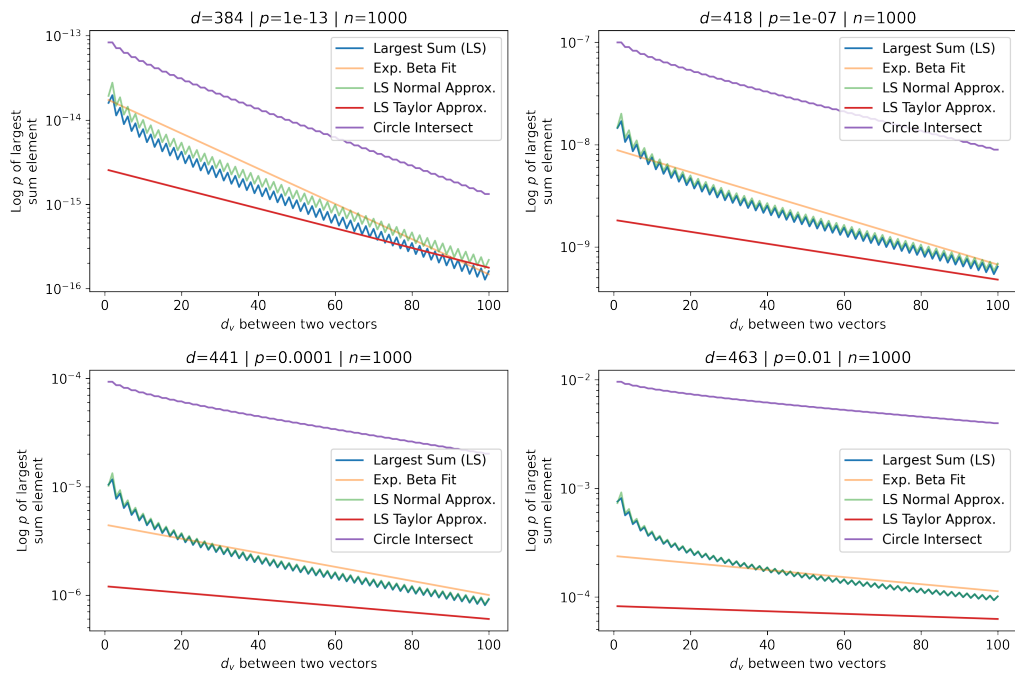 d=384 | p=1e-13 | n=1000
Log p of largest
sum element
10⁻¹³
10⁻¹⁴
10⁻¹⁵
10⁻¹⁶
Largest Sum (LS)
Exp. Beta Fit
LS Normal Approx.
LS Taylor Approx.
Circle Intersect
0 20 40 60 80 100
dᵥ between two vectors
d=418 | p=1e-07 | n=1000
Log p of largest
sum element
10⁻⁷
10⁻⁸
10⁻⁹
Largest Sum (LS)
Exp. Beta Fit
LS Normal Approx.
LS Taylor Approx.
Circle Intersect
0 20 40 60 80 100
dᵥ between two vectors
d=441 | p=0.0001 | n=1000
Log p of largest
sum element
10⁻⁴
10⁻⁵
10⁻⁶
Largest Sum (LS)
Exp. Beta Fit
LS Normal Approx.
LS Taylor Approx.
Circle Intersect
0 20 40 60 80 100
dᵥ between two vectors
d=463 | p=0.01 | n=1000
Log p of largest
sum element
10⁻²
10⁻³
10⁻⁴
Largest Sum (LS)
Exp. Beta Fit
LS Normal Approx.
LS Taylor Approx.
Circle Intersect
0 20 40 60 80 100
dᵥ between two vectors